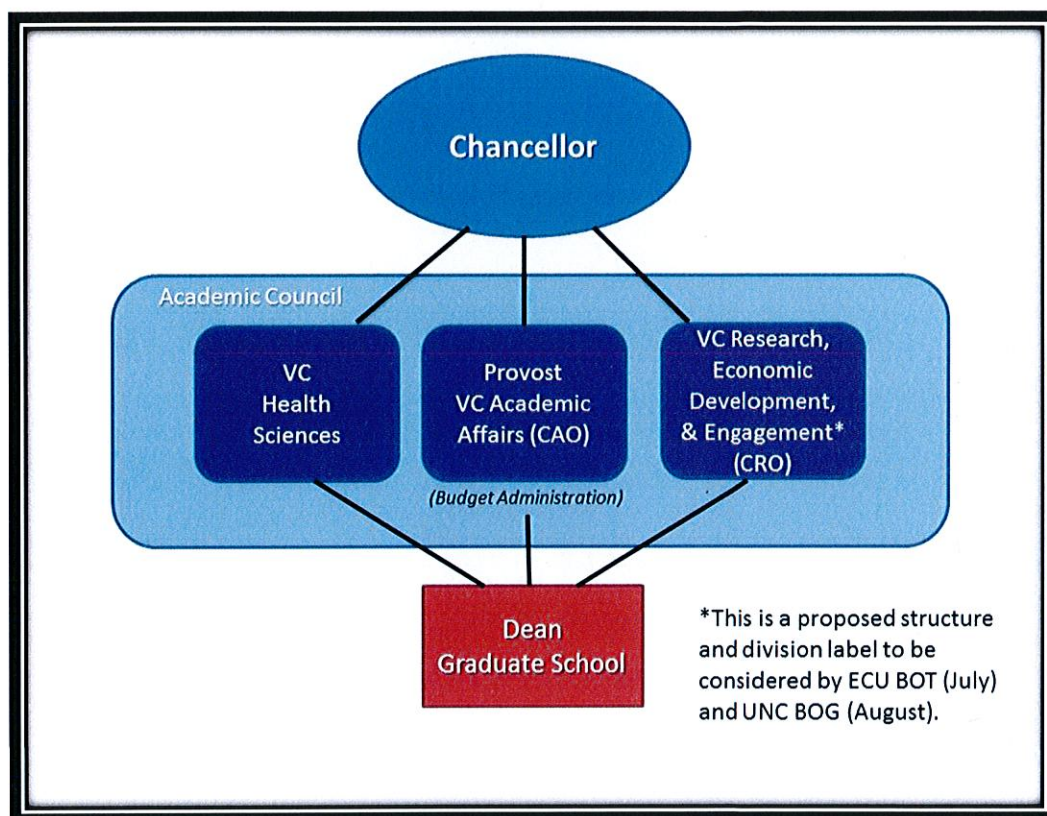 Chancellor
Academic Council
VC
Health
Sciences
Provost
VC Academic
Affairs (CAO)
VC Research,
Economic
Development,
& Engagement*
(CRO)
(Budget Administration)
Dean
Graduate School
*This is a proposed structure
and division label to be
considered by ECU BOT (July)
and UNC BOG (August).